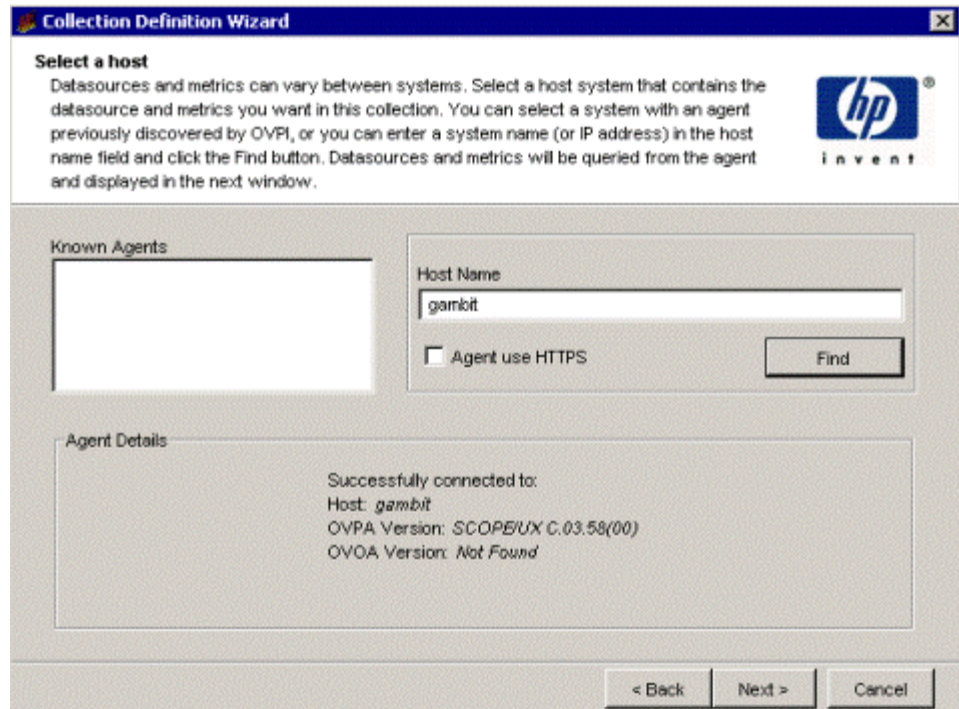 Collection Definition Wizard
Select a host
Datasources and metrics can vary between systems. Select a host system that contains the
datasource and metrics you want in this collection. You can select a system with an agent
previously discovered by OVPI, or you can enter a system name (or IP address) in the host
name field and click the Find button. Datasources and metrics will be queried from the agent
and displayed in the next window.
hp
®
invent
Known Agents
Host Name
gambit
Agent use HTTPS
Find
Agent Details
Successfully connected to:
Host: gambit
OVPA Version: SCOPE/UX C.03.58(00)
OVOA Version: Not Found
< Back
Next >
Cancel